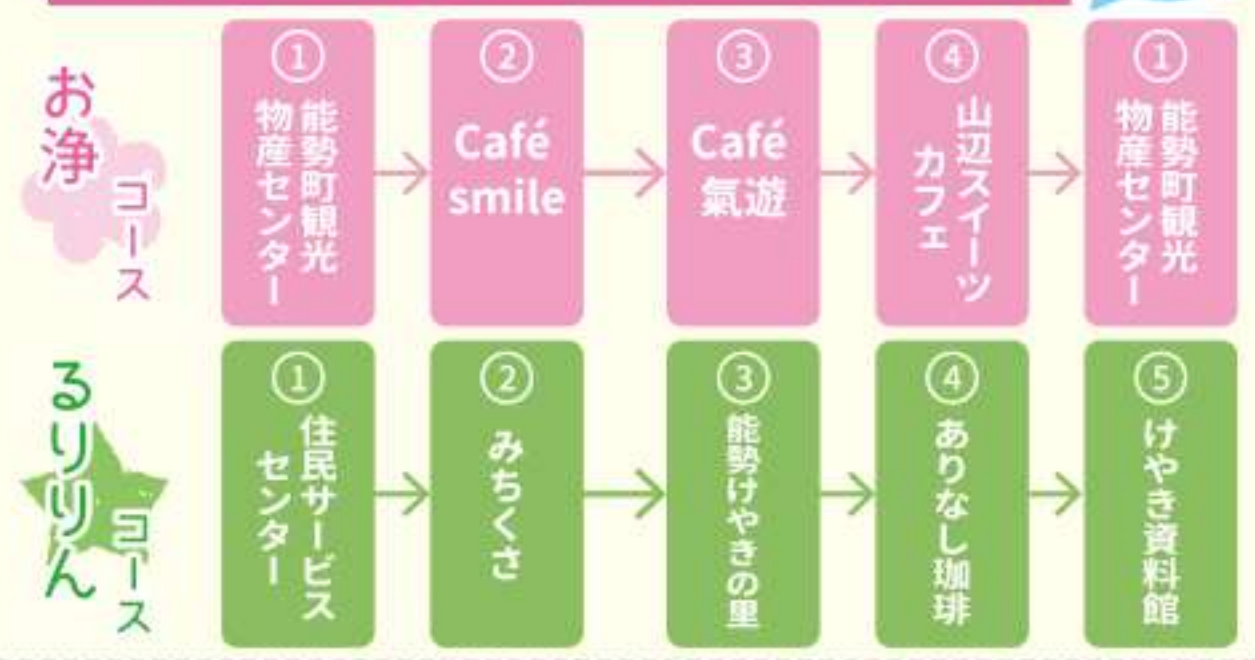 お浄
コース
①
能勢町観光
物産センター
②
Café
smile
③
Café
氣遊
④
山辺スイーツ
カフェ
①
能勢町観光
物産センター
るりりん
コース
①
住民サービス
センター
②
みちくさ
③
能勢けやきの里
④
ありなし珈琲
⑤
けやき資料館